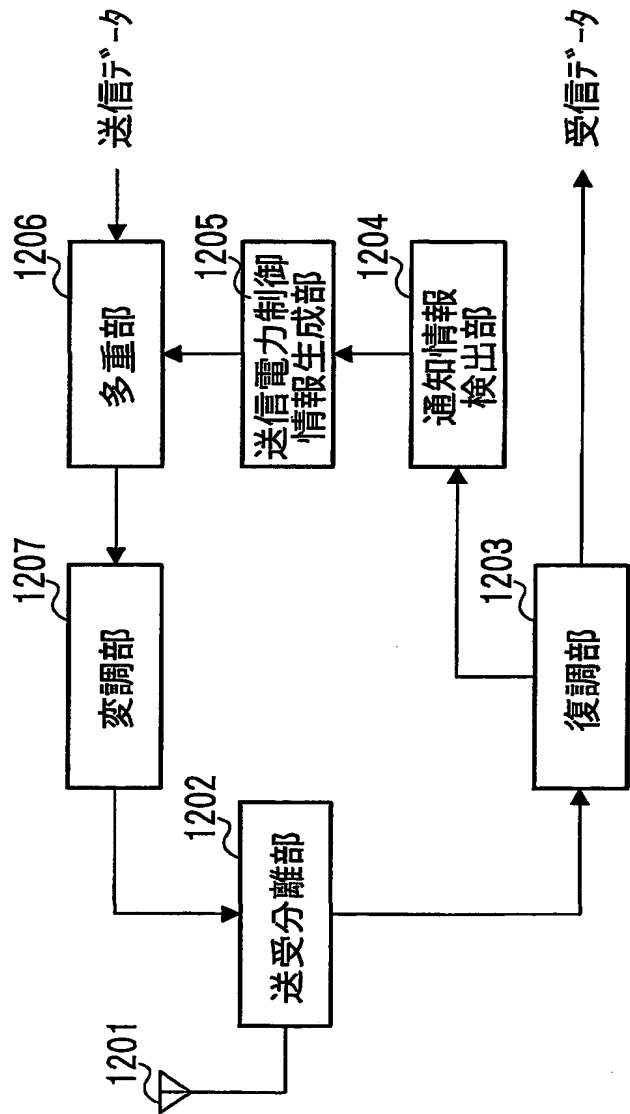 1201
1202
送受分離部
1207
変調部
1206
多重部
送信データ
1205
送信電力制御
情報生成部
1204
通知情報
検出部
1203
復調部
受信データ